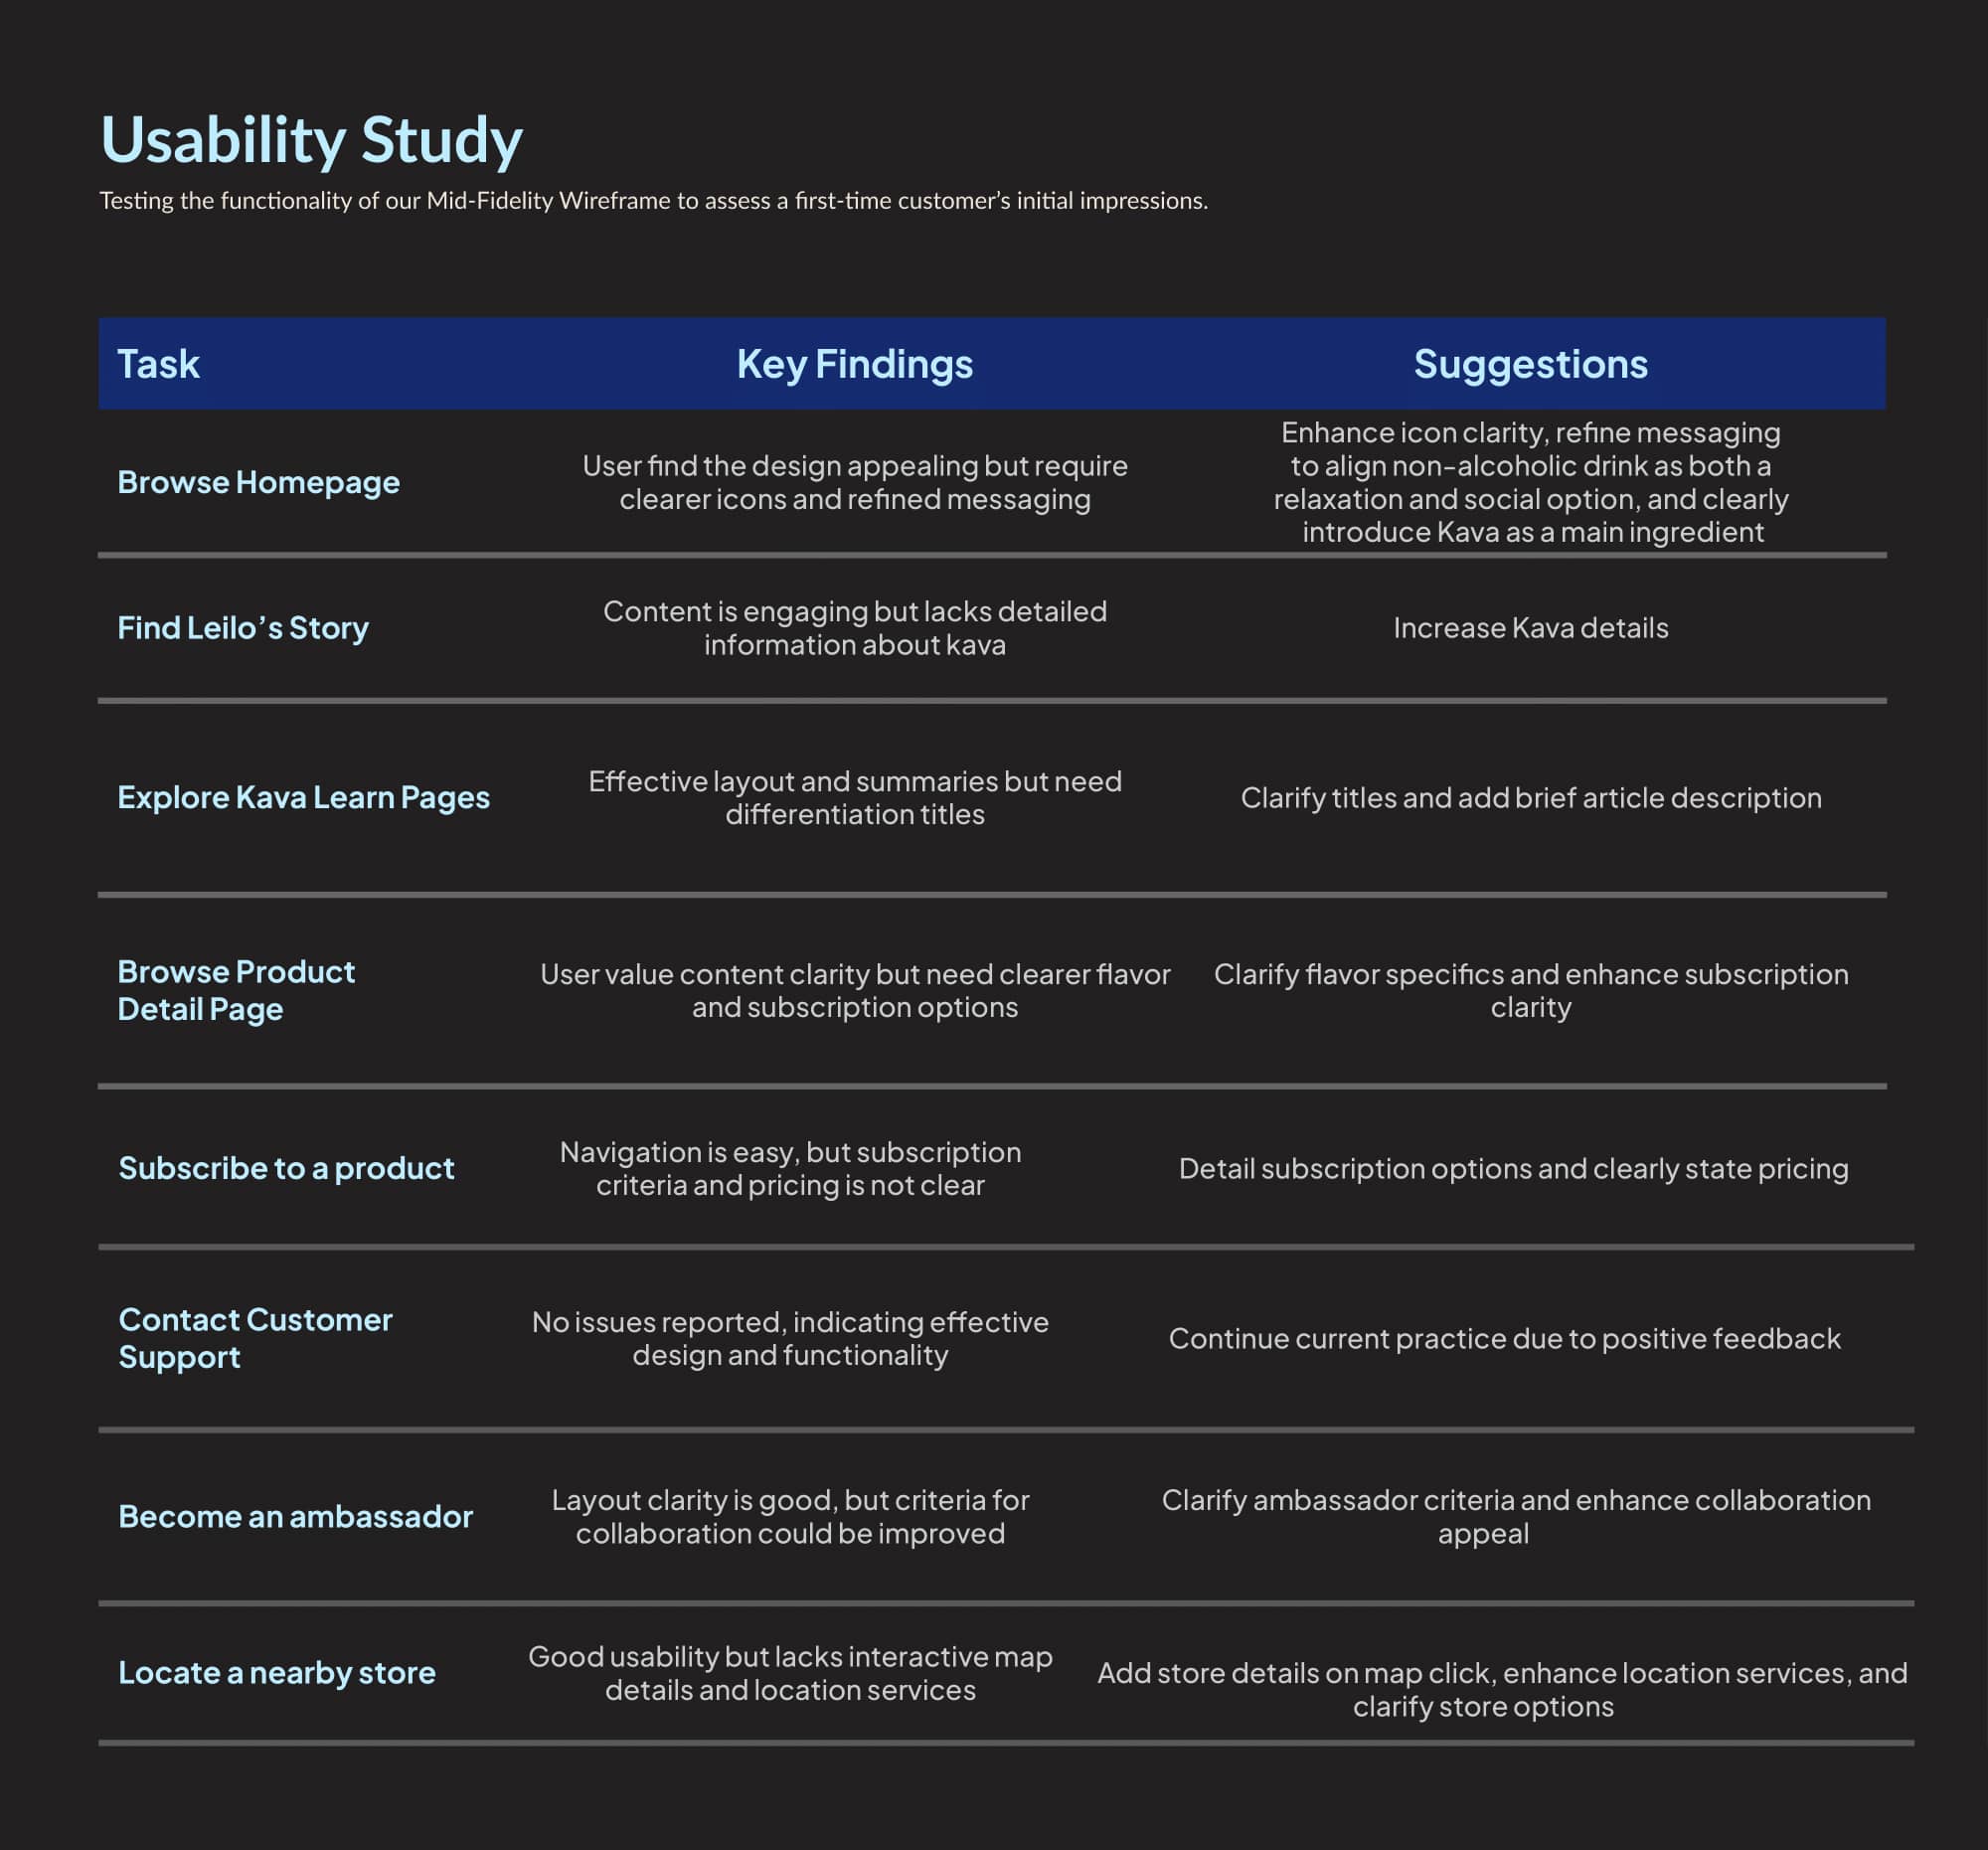 Usability Study
Testing the functionality of our Mid-Fidelity Wireframe to assess a first-time customer’s initial impressions.
Task
Key Findings
Suggestions
Browse Homepage
User find the design appealing but require
clearer icons and refined messaging
Enhance icon clarity, refine messaging
to align non-alcoholic drink as both a
relaxation and social option, and clearly
introduce Kava as a main ingredient
Find Leilo’s Story
Content is engaging but lacks detailed
information about kava
Increase Kava details
Explore Kava Learn Pages
Effective layout and summaries but need
differentiation titles
Clarify titles and add brief article description
Browse Product
Detail Page
User value content clarity but need clearer flavor
and subscription options
Clarify flavor specifics and enhance subscription
clarity
Subscribe to a product
Navigation is easy, but subscription
criteria and pricing is not clear
Detail subscription options and clearly state pricing
Contact Customer
Support
No issues reported, indicating effective
design and functionality
Continue current practice due to positive feedback
Become an ambassador
Layout clarity is good, but criteria for
collaboration could be improved
Clarify ambassador criteria and enhance collaboration
appeal
Locate a nearby store
Good usability but lacks interactive map
details and location services
Add store details on map click, enhance location services, and
clarify store options